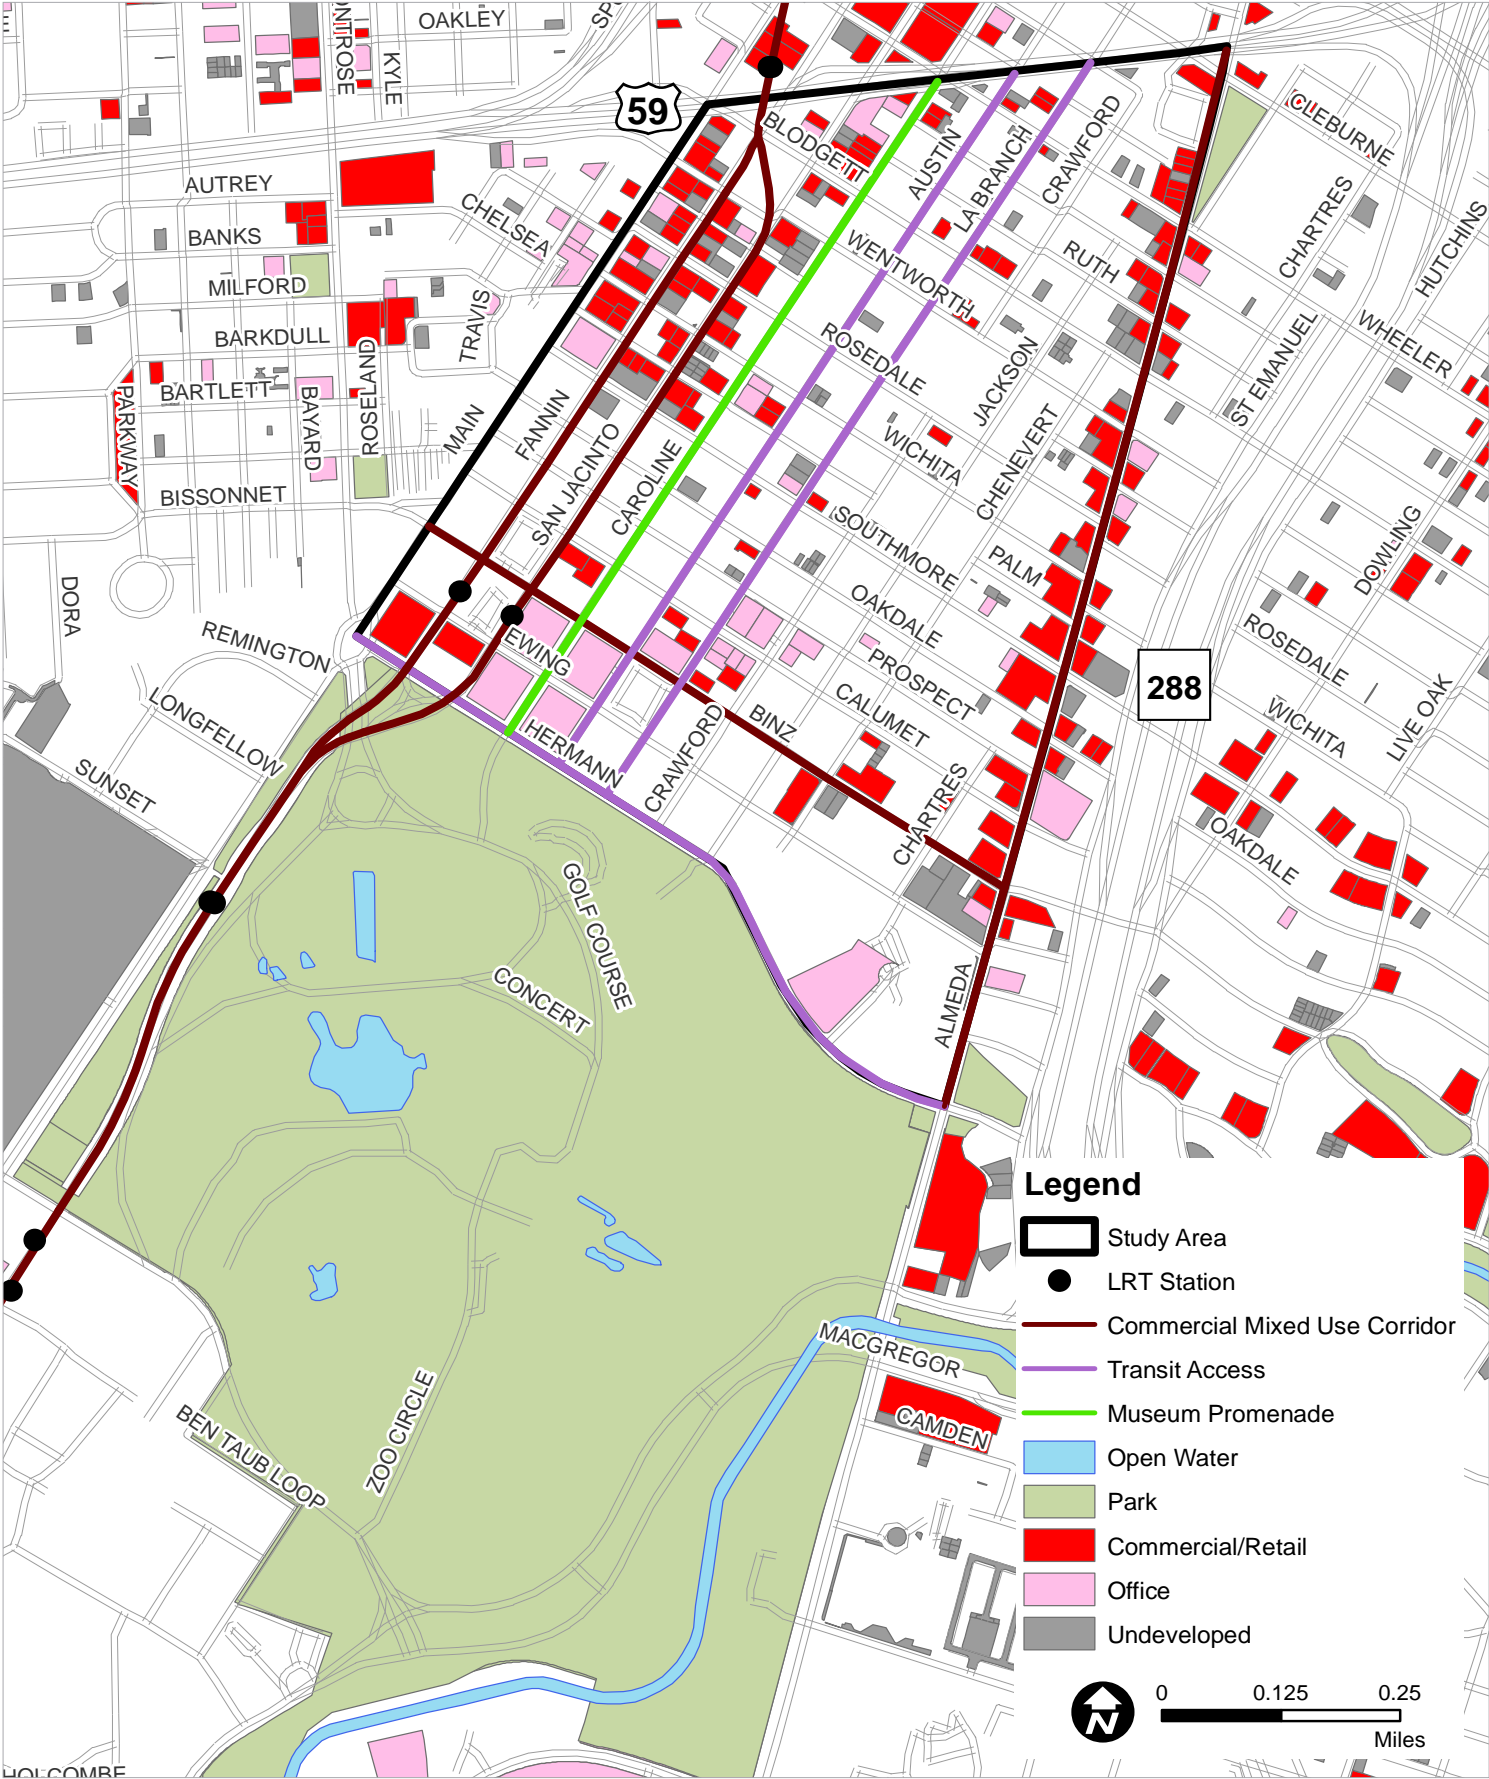 OAKLEY
KYLE
59
BLODGETT
AUSTIN
LA BRANCH
CRAWFORD
CLEBURNE
AUTREY
CHELSEA
BANKS
WENTWORTH
RUTH
CHARTRES
HUTCHINS
MILFORD
TRAVIS
BARKDULL
ROSEDALE
JACKSON
ST EMANUEL
WHEELER
PARKWAY
BARTLETT
BAYARD
ROSELAND
MAIN
FANNIN
SAN JACINTO
CAROLINE
WICHITA
CHENEVERT
BISSONNET
SOUTHMORE
PALM
DOWLING
DORA
REMINGTON
EWING
OAKDALE
PROSPECT
CALUMET
ROSEDALE
288
LONGFELLOW
SUNSET
HERMANN
CRAWFORD
BINZ
CHARTRES
WICHITA
LIVE OAK
OAKDALE
GOLF COURSE
CONCERT
ALMEDA
MACGREGOR
CAMDEN
ZOO CIRCLE
BEN TAUB LOOP
HOLCOMBE
Legend
Study Area
LRT Station
Commercial Mixed Use Corridor
Transit Access
Museum Promenade
Open Water
Park
Commercial/Retail
Office
Undeveloped
N
0 0.125 0.25
Miles